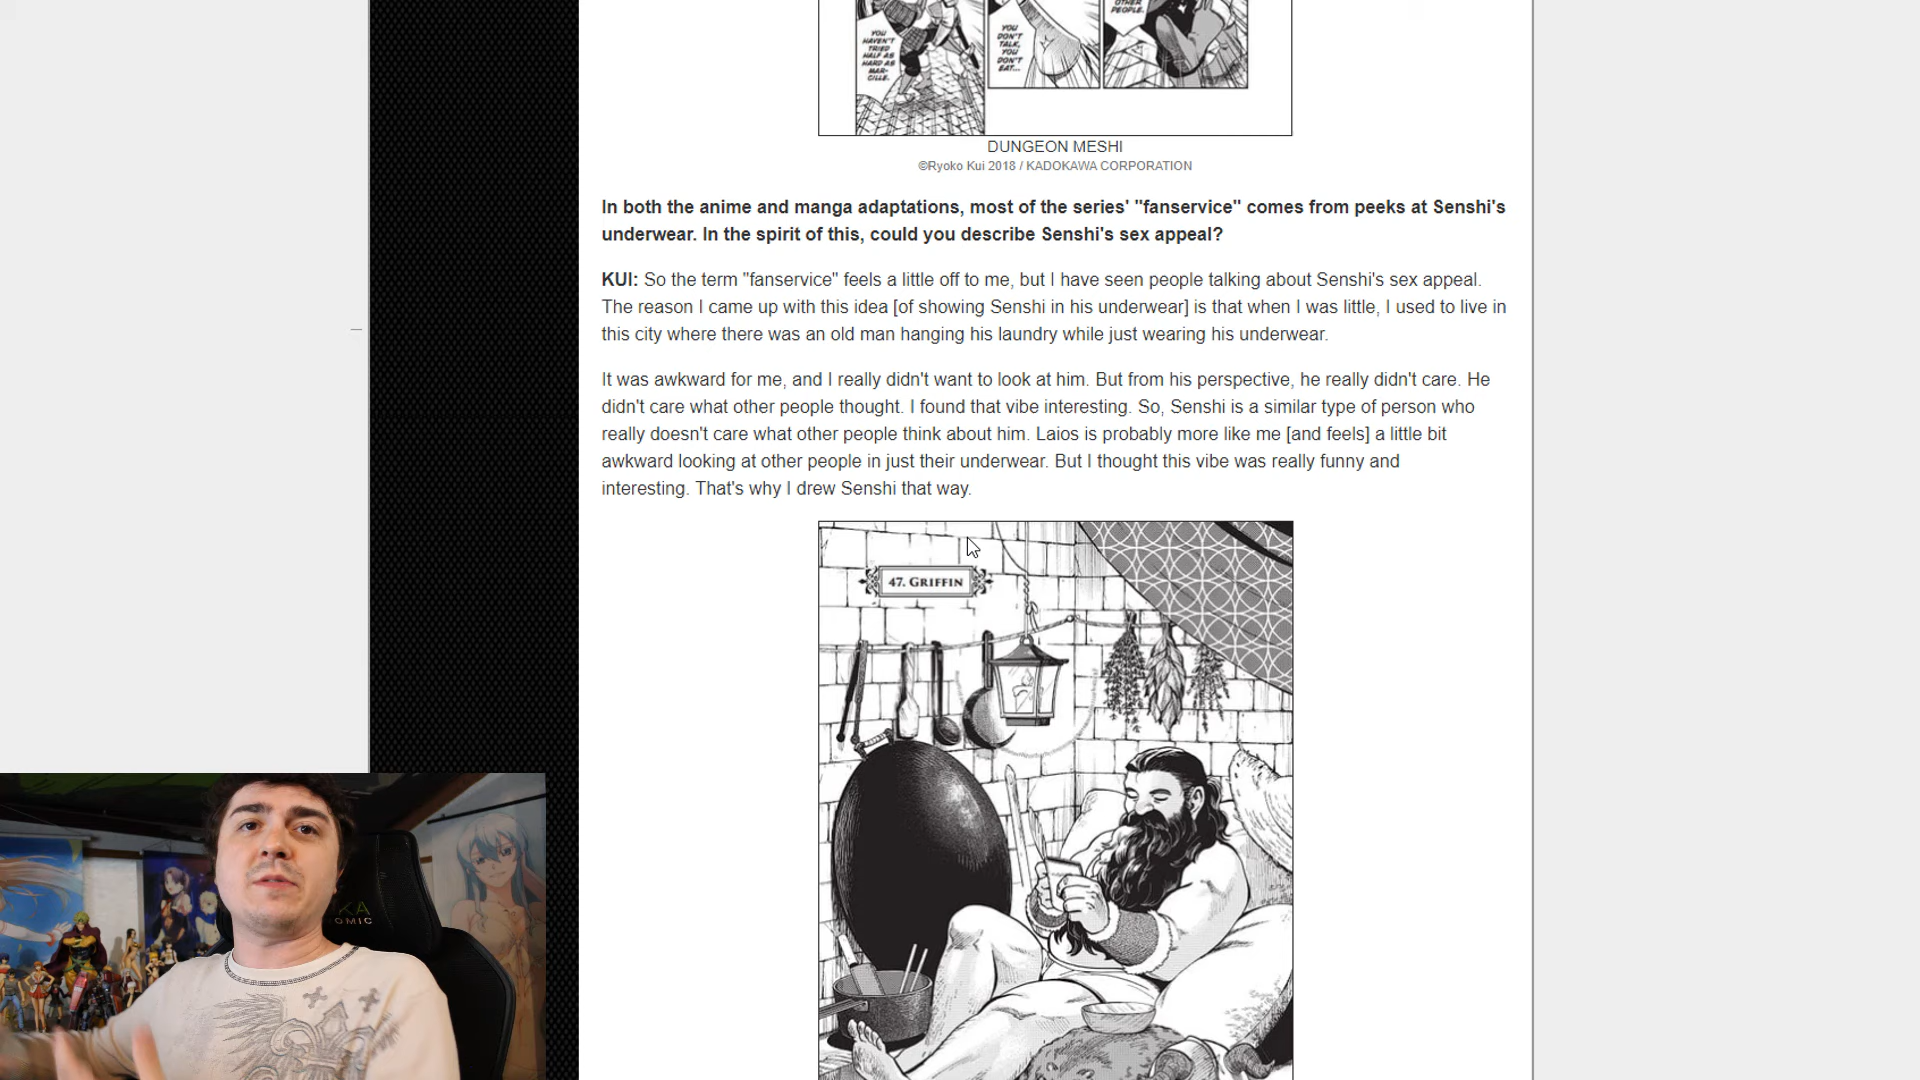 YOU
HAVEN'T
TRIED
HALF AS
HARD AS
MAR-
CILLE.
YOU
DON'T
TALK,
YOU
DON'T
EAT...
OTHER
PEOPLE.
DUNGEON MESHI
©Ryoko Kui 2018 / KADOKAWA CORPORATION
In both the anime and manga adaptations, most of the series' "fanservice" comes from peeks at Senshi's
underwear. In the spirit of this, could you describe Senshi's sex appeal?
KUI: So the term "fanservice" feels a little off to me, but I have seen people talking about Senshi's sex appeal.
The reason I came up with this idea [of showing Senshi in his underwear] is that when I was little, I used to live in
this city where there was an old man hanging his laundry while just wearing his underwear.
It was awkward for me, and I really didn't want to look at him. But from his perspective, he really didn't care. He
didn't care what other people thought. I found that vibe interesting. So, Senshi is a similar type of person who
really doesn't care what other people think about him. Laios is probably more like me [and feels] a little bit
awkward looking at other people in just their underwear. But I thought this vibe was really funny and
interesting. That's why I drew Senshi that way.
47. GRIFFIN
KA
OMIC